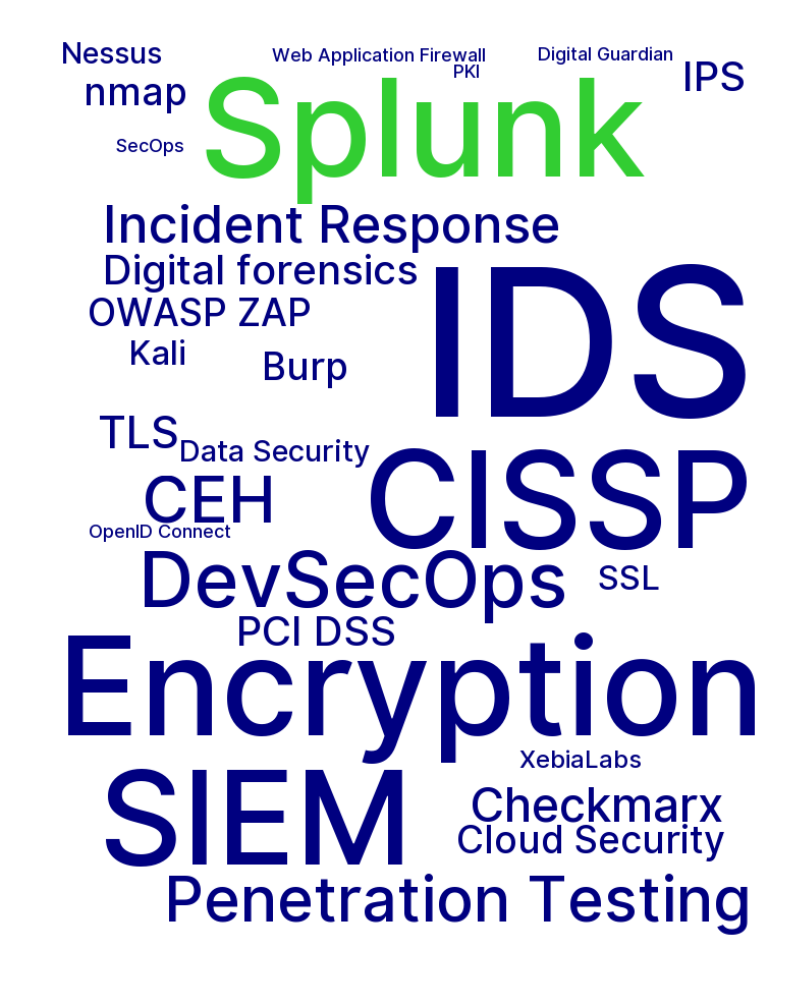 Nessus
Web Application Firewall
Digital Guardian
PKI
IPS
nmap
Splunk
SecOps
Incident Response
Digital forensics
IDS
OWASP ZAP
Kali
Burp
TLS
Data Security
CISSP
CEH
OpenID Connect
DevSecOps
SSL
PCI DSS
Encryption
XebiaLabs
SIEM
Checkmarx
Cloud Security
Penetration Testing